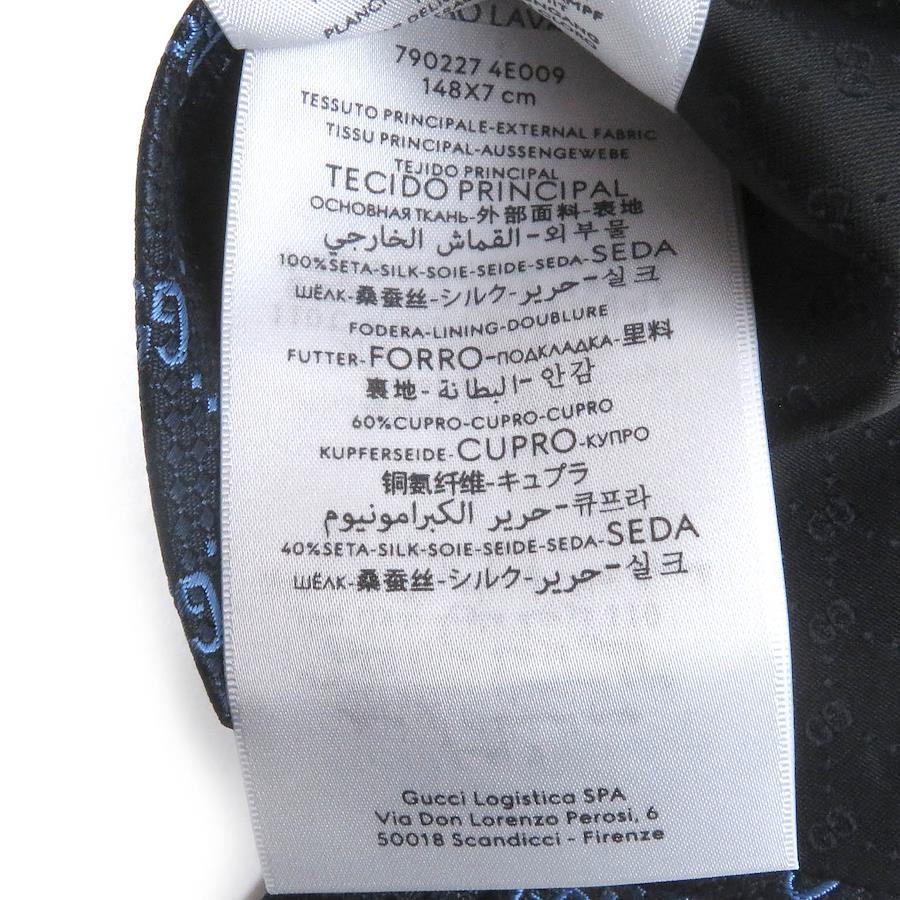 LAVA
790227 4E009
148X7 cm
TESSUTO PRINCIPALE-EXTERNAL FABRIC
TISSU PRINCIPAL-AUSSENGEWEBE
TEJIDO PRINCIPAL
TECIDO PRINCIPAL
ОСНОВНАЯ ТКАНЬ-外部面料-表地
القماش الخارجي-외부물
100%SETA-SILK-SOIE-SEIDE-SEDA-SEDA
ШЁЛК-桑蚕丝-シルク-حرير-실크
FODERA-LINING-DOUBLURE
FUTTER-FORRO-ПОДКЛАДКА-里料
裏地-البطانة-안감
60%CUPRO-CUPRO-CUPRO
KUPFERSEIDE-CUPRO-КУПРО
铜氨纤维-キュプラ
حرير الكبرامونيوم-큐프라
40%SETA-SILK-SOIE-SEIDE-SEDA-SEDA
ШЁЛК-桑蚕丝-シルク-حرير-실크
Gucci Logistica SPA
Via Don Lorenzo Perosi, 6
50018 Scandicci - Firenze